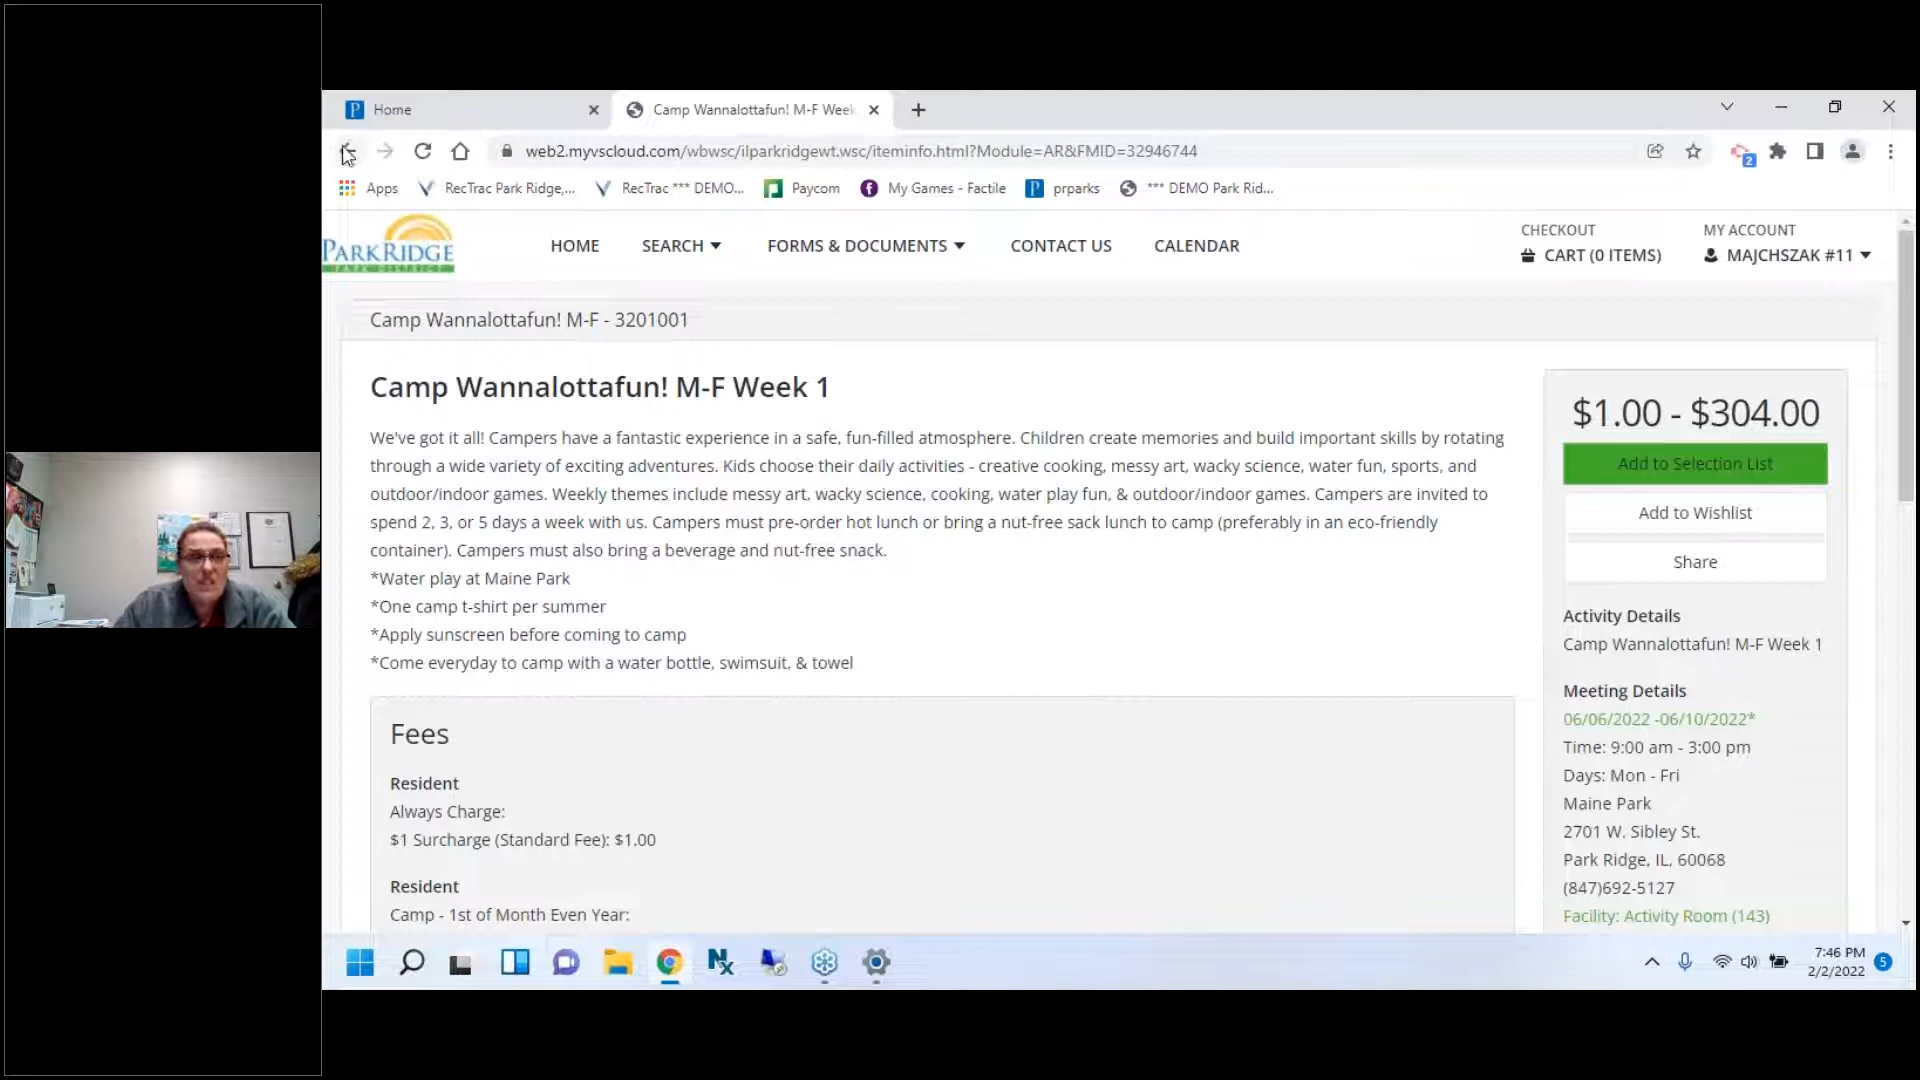 Home
Camp Wannalottafun! M-F Week
web2.myvscloud.com/wbwsc/ilparkridgewt.wsc/iteminfo.html?Module=AR&FMID=32946744
2
Apps
RecTrac Park Ridge,...
RecTrac *** DEMO...
Paycom
My Games - Factile
prparks
*** DEMO Park Rid...
PARK RIDGE
PARK DISTRICT
HOME
SEARCH
FORMS & DOCUMENTS
CONTACT US
CALENDAR
CHECKOUT
CART (0 ITEMS)
MY ACCOUNT
MAJCHSZAK #11
Camp Wannalottafun! M-F - 3201001
Camp Wannalottafun! M-F Week 1
We've got it all! Campers have a fantastic experience in a safe, fun-filled atmosphere. Children create memories and build important skills by rotating
through a wide variety of exciting adventures. Kids choose their daily activities - creative cooking, messy art, wacky science, water fun, sports, and
outdoor/indoor games. Weekly themes include messy art, wacky science, cooking, water play fun, & outdoor/indoor games. Campers are invited to
spend 2, 3, or 5 days a week with us. Campers must pre-order hot lunch or bring a nut-free sack lunch to camp (preferably in an eco-friendly
container). Campers must also bring a beverage and nut-free snack.
*Water play at Maine Park
*One camp t-shirt per summer
*Apply sunscreen before coming to camp
*Come everyday to camp with a water bottle, swimsuit, & towel
Fees
Resident
Always Charge:
$1 Surcharge (Standard Fee): $1.00
Resident
Camp - 1st of Month Even Year:
$1.00 - $304.00
Add to Selection List
Add to Wishlist
Share
Activity Details
Camp Wannalottafun! M-F Week 1
Meeting Details
06/06/2022 -06/10/2022*
Time: 9:00 am - 3:00 pm
Days: Mon - Fri
Maine Park
2701 W. Sibley St.
Park Ridge, IL, 60068
(847)692-5127
Facility: Activity Room (143)
7:46 PM
2/2/2022
5